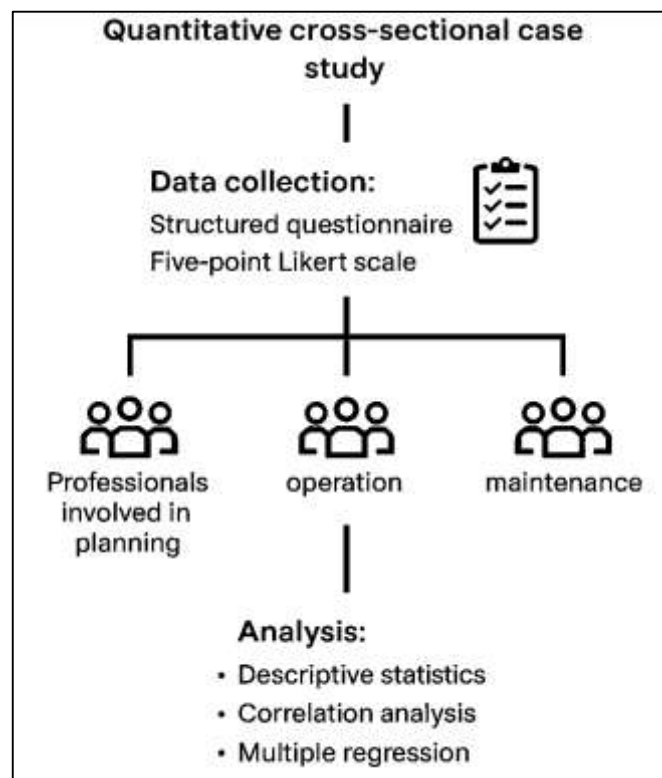 Quantitative cross-sectional case
study
Data collection:
Structured questionnaire
Five-point Likert scale
Professionals
involved in
planning
operation
maintenance
Analysis:
• Descriptive statistics
• Correlation analysis
• Multiple regression